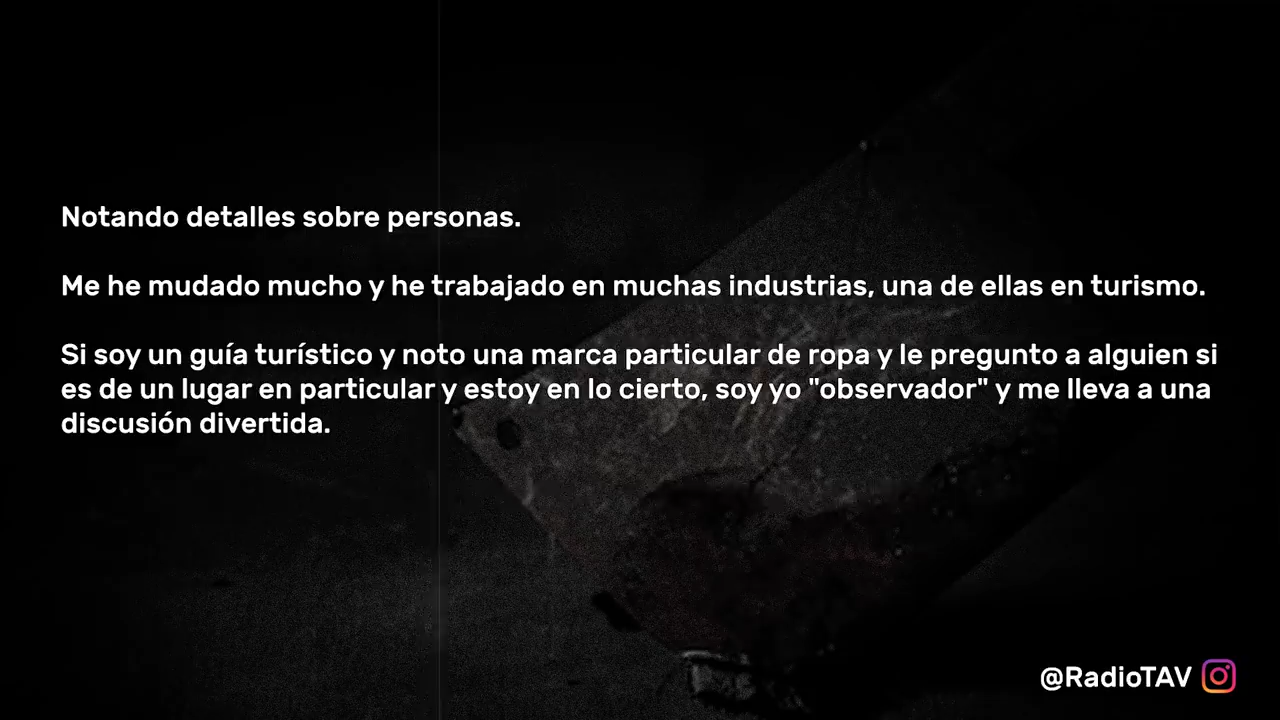 Notando detalles sobre personas.
Me he mudado mucho y he trabajado en muchas industrias, una de ellas en turismo.
Si soy un guía turístico y noto una marca particular de ropa y le pregunto a alguien si
es de un lugar en particular y estoy en lo cierto, soy yo "observador" y me lleva a una
discusión divertida.
@RadioTAV